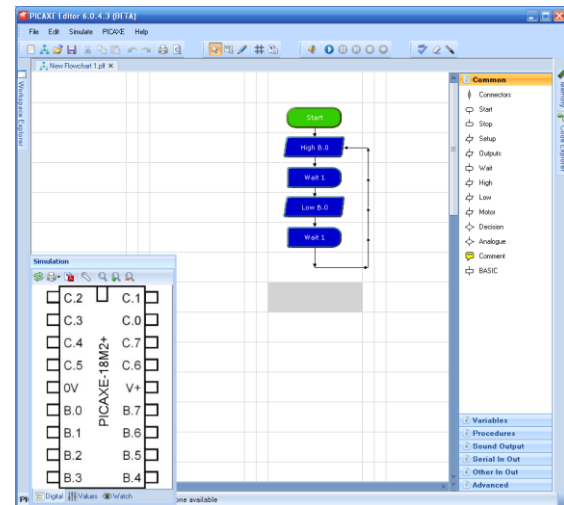 PICAXE Editor 6.0.4.3 (BETA)
File Edit Simulate PICAXE Help
New Flowchart 1.plf
Workspace Explorer
Memory
Code Explorer
Start
High B.0
Wait 1
Low B.0
Wait 1
Common
Connectors
Start
Stop
Setup
Outputs
Wait
High
Low
Motor
Decision
Analogue
Comment
BASIC
Variables
Procedures
Sound Output
Serial In Out
Other In Out
Advanced
Simulation
C.2 C.1
C.3 C.0
C.4 C.7
C.5 C.6
0V V+
B.0 B.7
B.1 B.6
B.2 B.5
B.3 B.4
PICAXE-18M2+
Digital Values Watch
one available